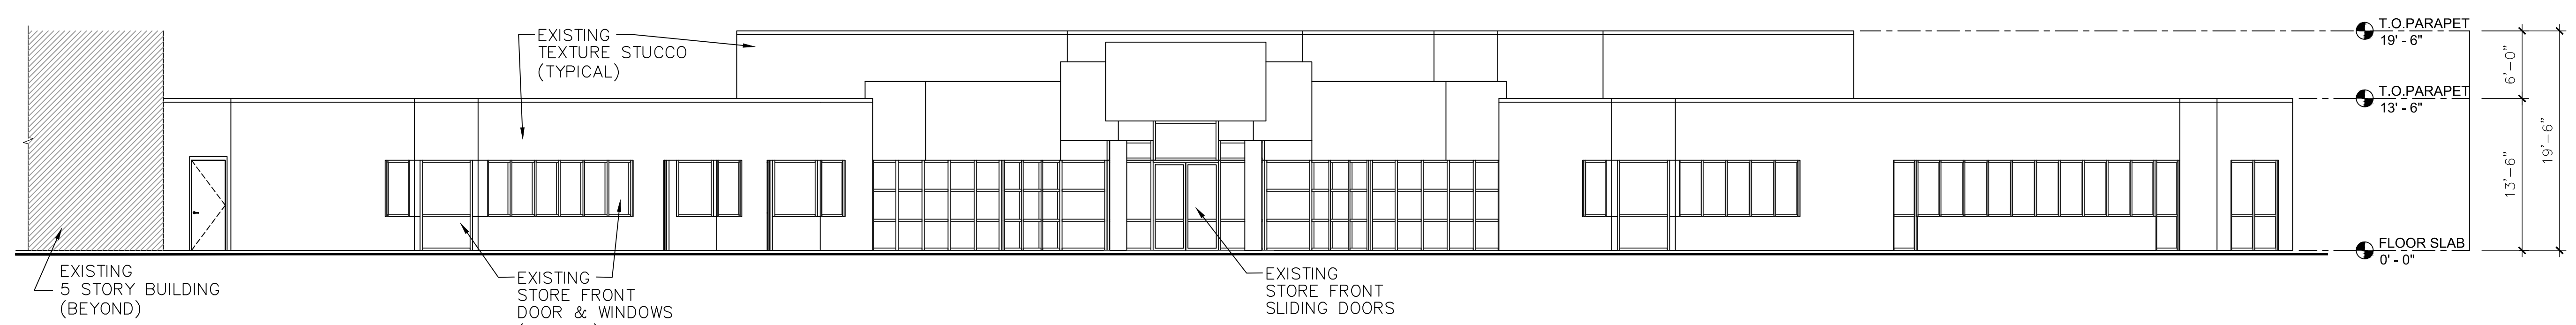 EXISTING
TEXTURE STUCCO
(TYPICAL)
T.O.PARAPET
19' - 6"
6'-0"
T.O.PARAPET
13' - 6"
13'-6"
19'-6"
FLOOR SLAB
0' - 0"
EXISTING
5 STORY BUILDING
(BEYOND)
EXISTING
STORE FRONT
DOOR & WINDOWS
EXISTING
STORE FRONT
SLIDING DOORS